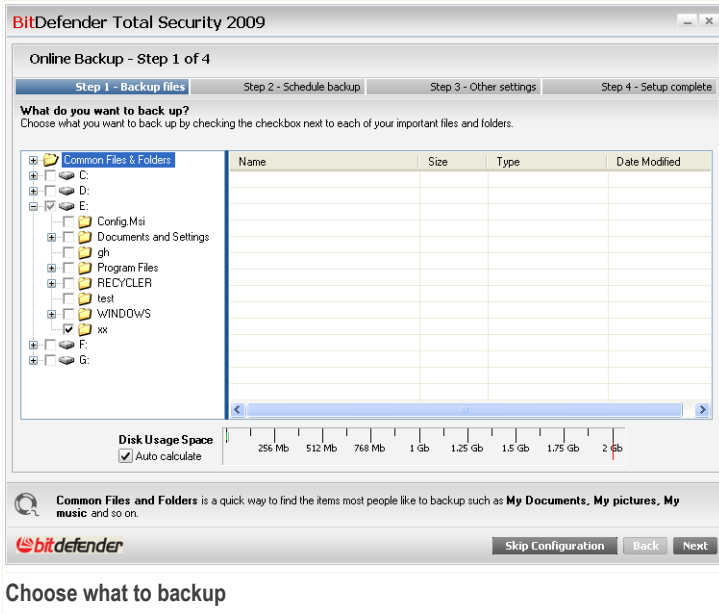 BitDefender Total Security 2009
Online Backup - Step 1 of 4
Step 1 - Backup files Step 2 - Schedule backup Step 3 - Other settings Step 4 - Setup complete
What do you want to back up?
Choose what you want to back up by checking the checkbox next to each of your important files and folders.
Common Files & Folders
C:
D:
E:
Config.Msi
Documents and Settings
gh
Program Files
RECYCLER
test
WINDOWS
xx
F:
G:
Name Size Type Date Modified
Disk Usage Space
Auto calculate
256 Mb 512 Mb 768 Mb 1 Gb 1.25 Gb 1.5 Gb 1.75 Gb 2 Gb
Common Files and Folders is a quick way to find the items most people like to backup such as My Documents, My pictures, My
music and so on.
bitdefender
Skip Configuration Back Next
Choose what to backup